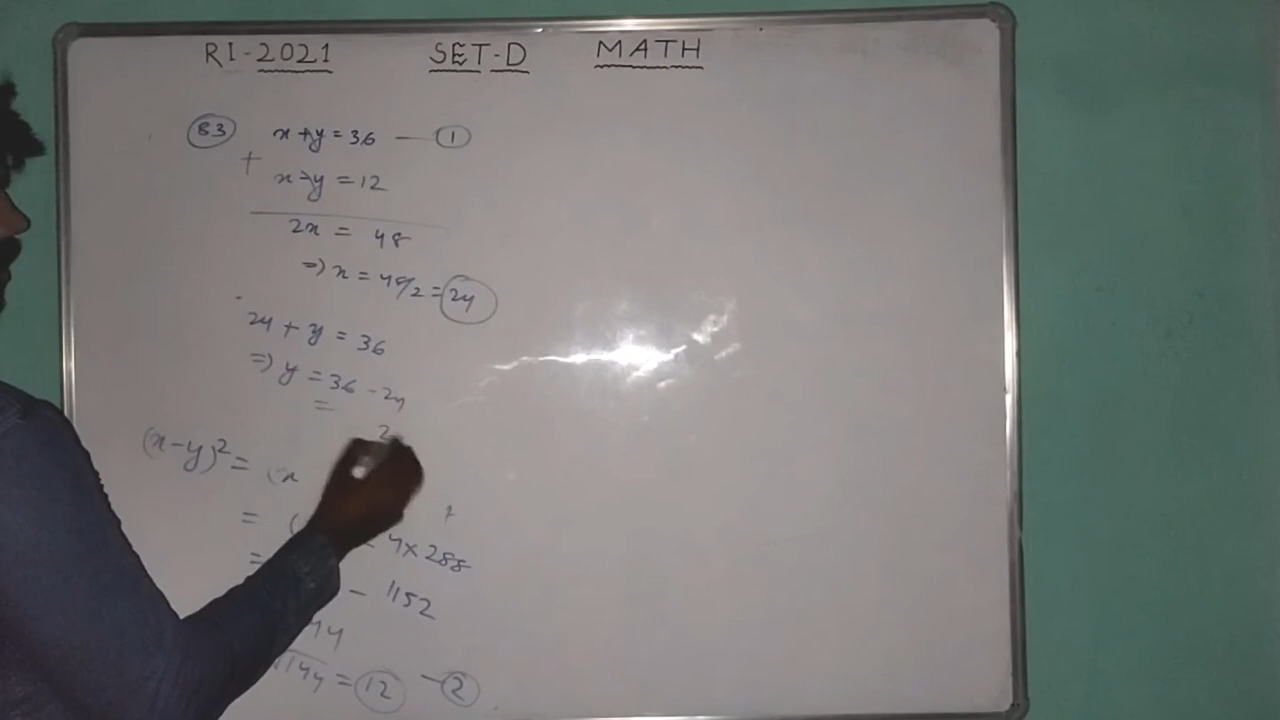 RI-2021 SET-D MATH
83 x+y=36 — 1
+
x-y=12
2x = 48
⇒ x = 48/2 = 24
24 + y = 36
⇒ y = 36 - 24
=
(x-y)² = (x
= (
= - 4×288
- 1152
44
144 = 12 — 2